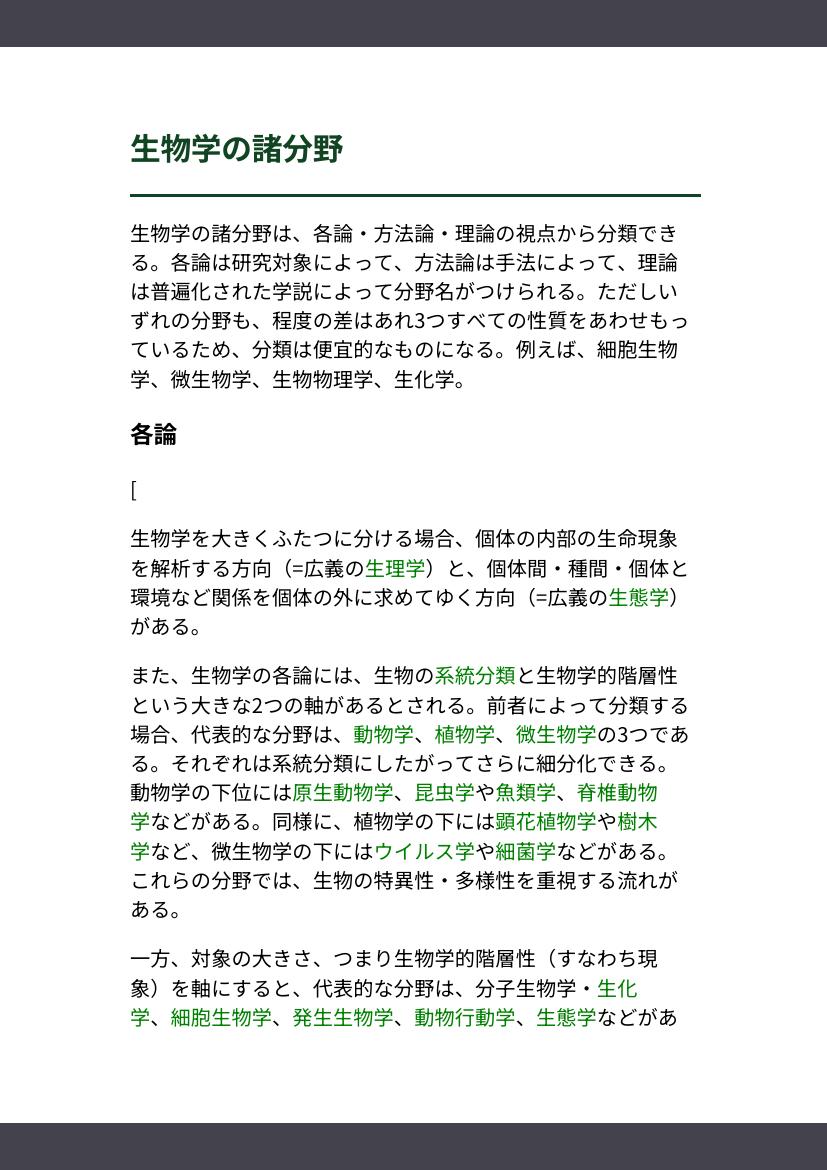 生物学の諸分野
生物学の諸分野は、各論・方法論・理論の視点から分類でき
る。各論は研究対象によって、方法論は手法によって、理論
は普遍化された学説によって分野名がつけられる。ただしい
ずれの分野も、程度の差はあれ3つすべての性質をあわせもっ
ているため、分類は便宜的なものになる。例えば、細胞生物
学、微生物学、生物物理学、生化学。
各論
[
生物学を大きくふたつに分ける場合、個体の内部の生命現象
を解析する方向（=広義の生理学）と、個体間・種間・個体と
環境など関係を個体の外に求めてゆく方向（=広義の生態学）
がある。
また、生物学の各論には、生物の系統分類と生物学的階層性
という大きな2つの軸があるとされる。前者によって分類する
場合、代表的な分野は、動物学、植物学、微生物学の3つであ
る。それぞれは系統分類にしたがってさらに細分化できる。
動物学の下位には原生動物学、昆虫学や魚類学、脊椎動物
学などがある。同様に、植物学の下には顕花植物学や樹木
学など、微生物学の下にはウイルス学や細菌学などがある。
これらの分野では、生物の特異性・多様性を重視する流れが
ある。
一方、対象の大きさ、つまり生物学的階層性（すなわち現
象）を軸にすると、代表的な分野は、分子生物学・生化
学、細胞生物学、発生生物学、動物行動学、生態学などがあ